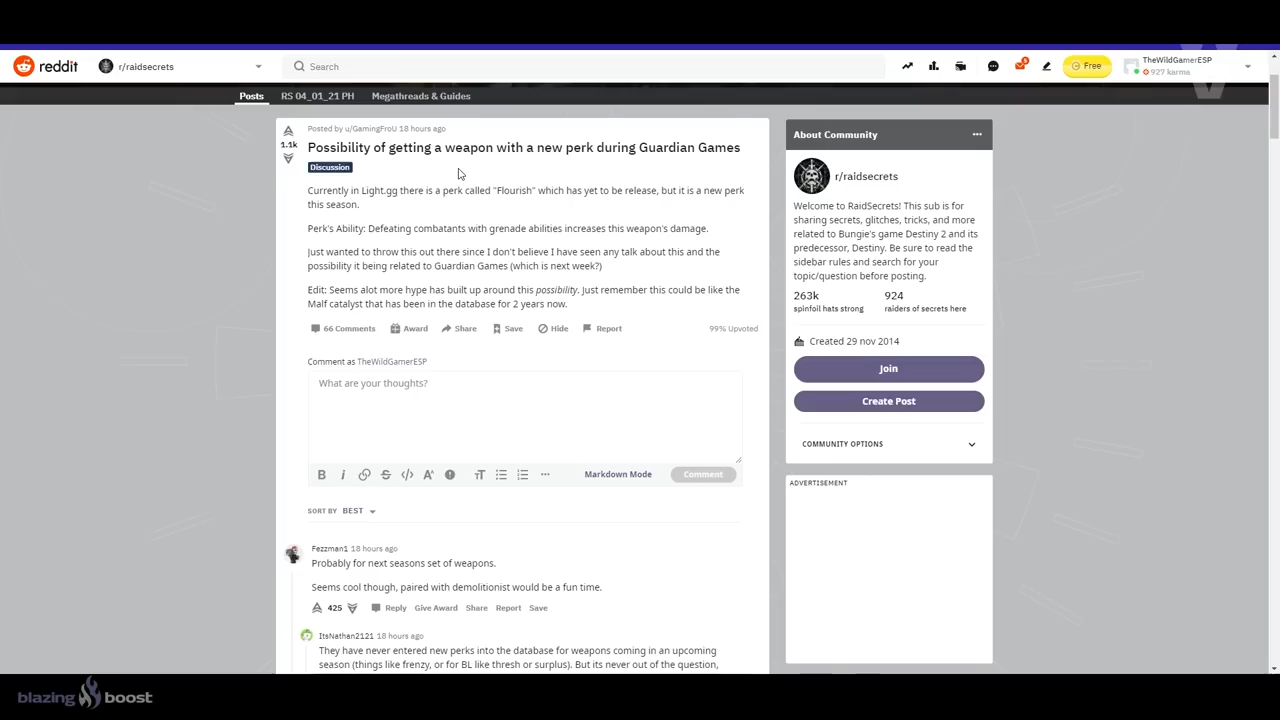 reddit
r/raidsecrets
Search
Free
TheWildGamerESP
927 karma
Posts
RS 04_01_21 PH
Megathreads & Guides
1.1k
Posted by u/GamingFroU 18 hours ago
Possibility of getting a weapon with a new perk during Guardian Games
Discussion
Currently in Light.gg there is a perk called "Flourish" which has yet to be release, but it is a new perk
this season.
Perk's Ability: Defeating combatants with grenade abilities increases this weapon's damage.
Just wanted to throw this out there since I don't believe I have seen any talk about this and the
possibility it being related to Guardian Games (which is next week?)
Edit: Seems alot more hype has built up around this possibility. Just remember this could be like the
Malf catalyst that has been in the database for 2 years now.
66 Comments Award Share Save Hide Report 99% Upvoted
Comment as TheWildGamerESP
What are your thoughts?
Markdown Mode
Comment
SORT BY BEST
Fezzman1 18 hours ago
Probably for next seasons set of weapons.
Seems cool though, paired with demolitionist would be a fun time.
425 Reply Give Award Share Report Save
ItsNathan2121 18 hours ago
They have never entered new perks into the database for weapons coming in an upcoming
season (things like frenzy, or for BL like thresh or surplus). But its never out of the question,
About Community
r/raidsecrets
Welcome to RaidSecrets! This sub is for
sharing secrets, glitches, tricks, and more
related to Bungie's game Destiny 2 and its
predecessor, Destiny. Be sure to read the
sidebar rules and search for your
topic/question before posting.
263k 924
spinfoil hats strong raiders of secrets here
Created 29 nov 2014
Join
Create Post
COMMUNITY OPTIONS
ADVERTISEMENT
blazing boost